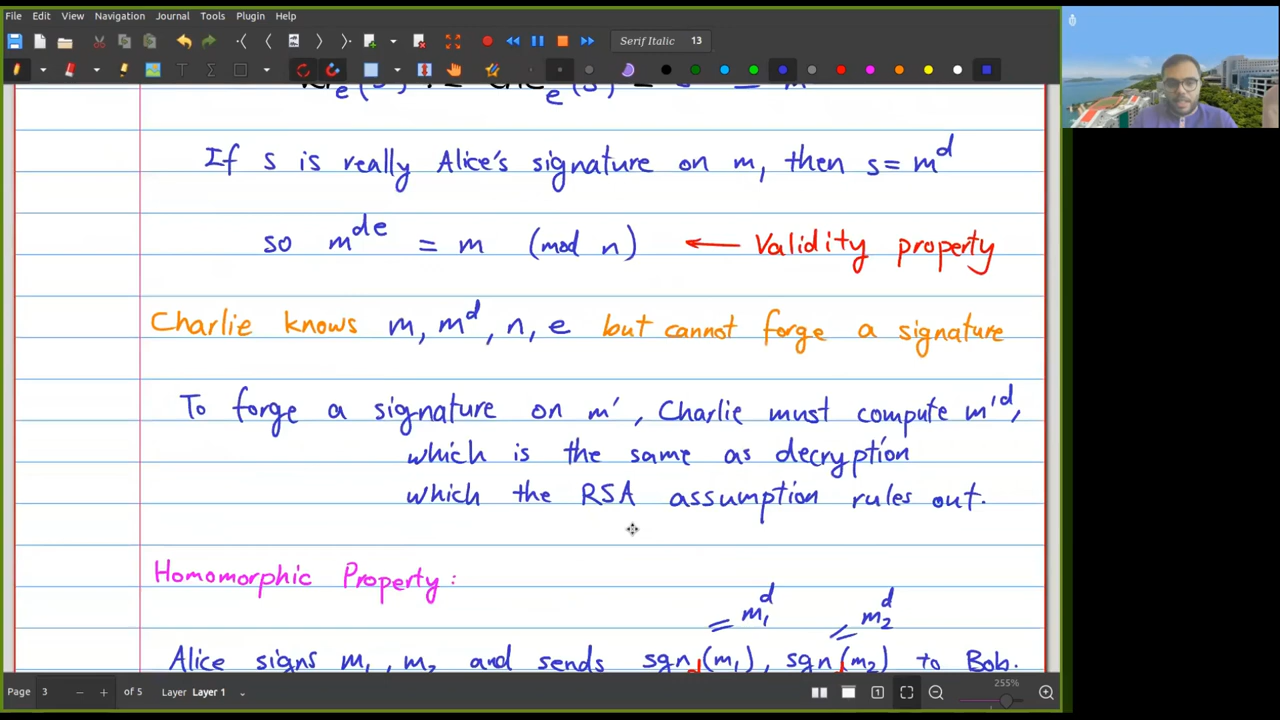 File Edit View Navigation Journal Tools Plugin Help
Serif Italic 13
If s is really Alice's signature on m, then s = m^d
so m^de = m (mod n) ← Validity property
Charlie knows m, m^d, n, e but cannot forge a signature
To forge a signature on m', Charlie must compute m'^d,
which is the same as decryption
which the RSA assumption rules out.
Homomorphic Property:
= m₁^d = m₂^d
Alice signs m₁, m₂ and sends sgn_d(m₁), sgn_d(m₂) to Bob.
Page 3 − + of 5 Layer Layer 1 255%